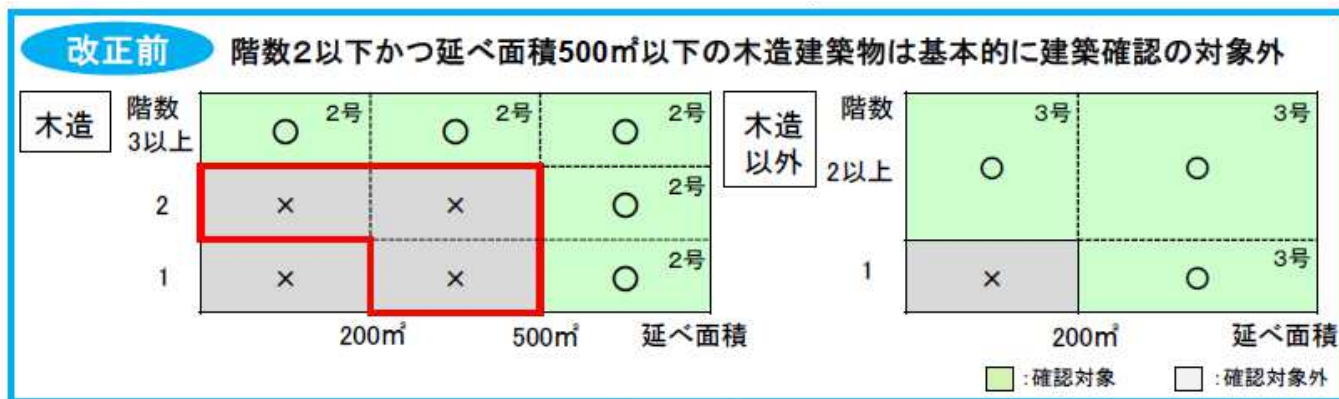 改正前 階数2以下かつ延べ面積500㎡以下の木造建築物は基本的に建築確認の対象外
木造
階数
3以上
2
1
○ 2号 ○ 2号 ○ 2号
× × ○ 2号
× × ○ 2号
200㎡ 500㎡ 延べ面積
木造
以外
階数
2以上
1
○ 3号 ○ 3号
× ○ 3号
200㎡ 延べ面積
:確認対象 :確認対象外